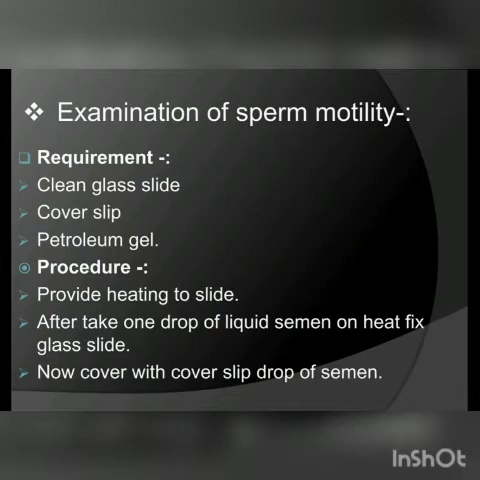 ❖ Examination of sperm motility-:
❑ Requirement -:
➢ Clean glass slide
➢ Cover slip
➢ Petroleum gel.
⦿ Procedure -:
➢ Provide heating to slide.
➢ After take one drop of liquid semen on heat fix
glass slide.
➢ Now cover with cover slip drop of semen.
InShOt